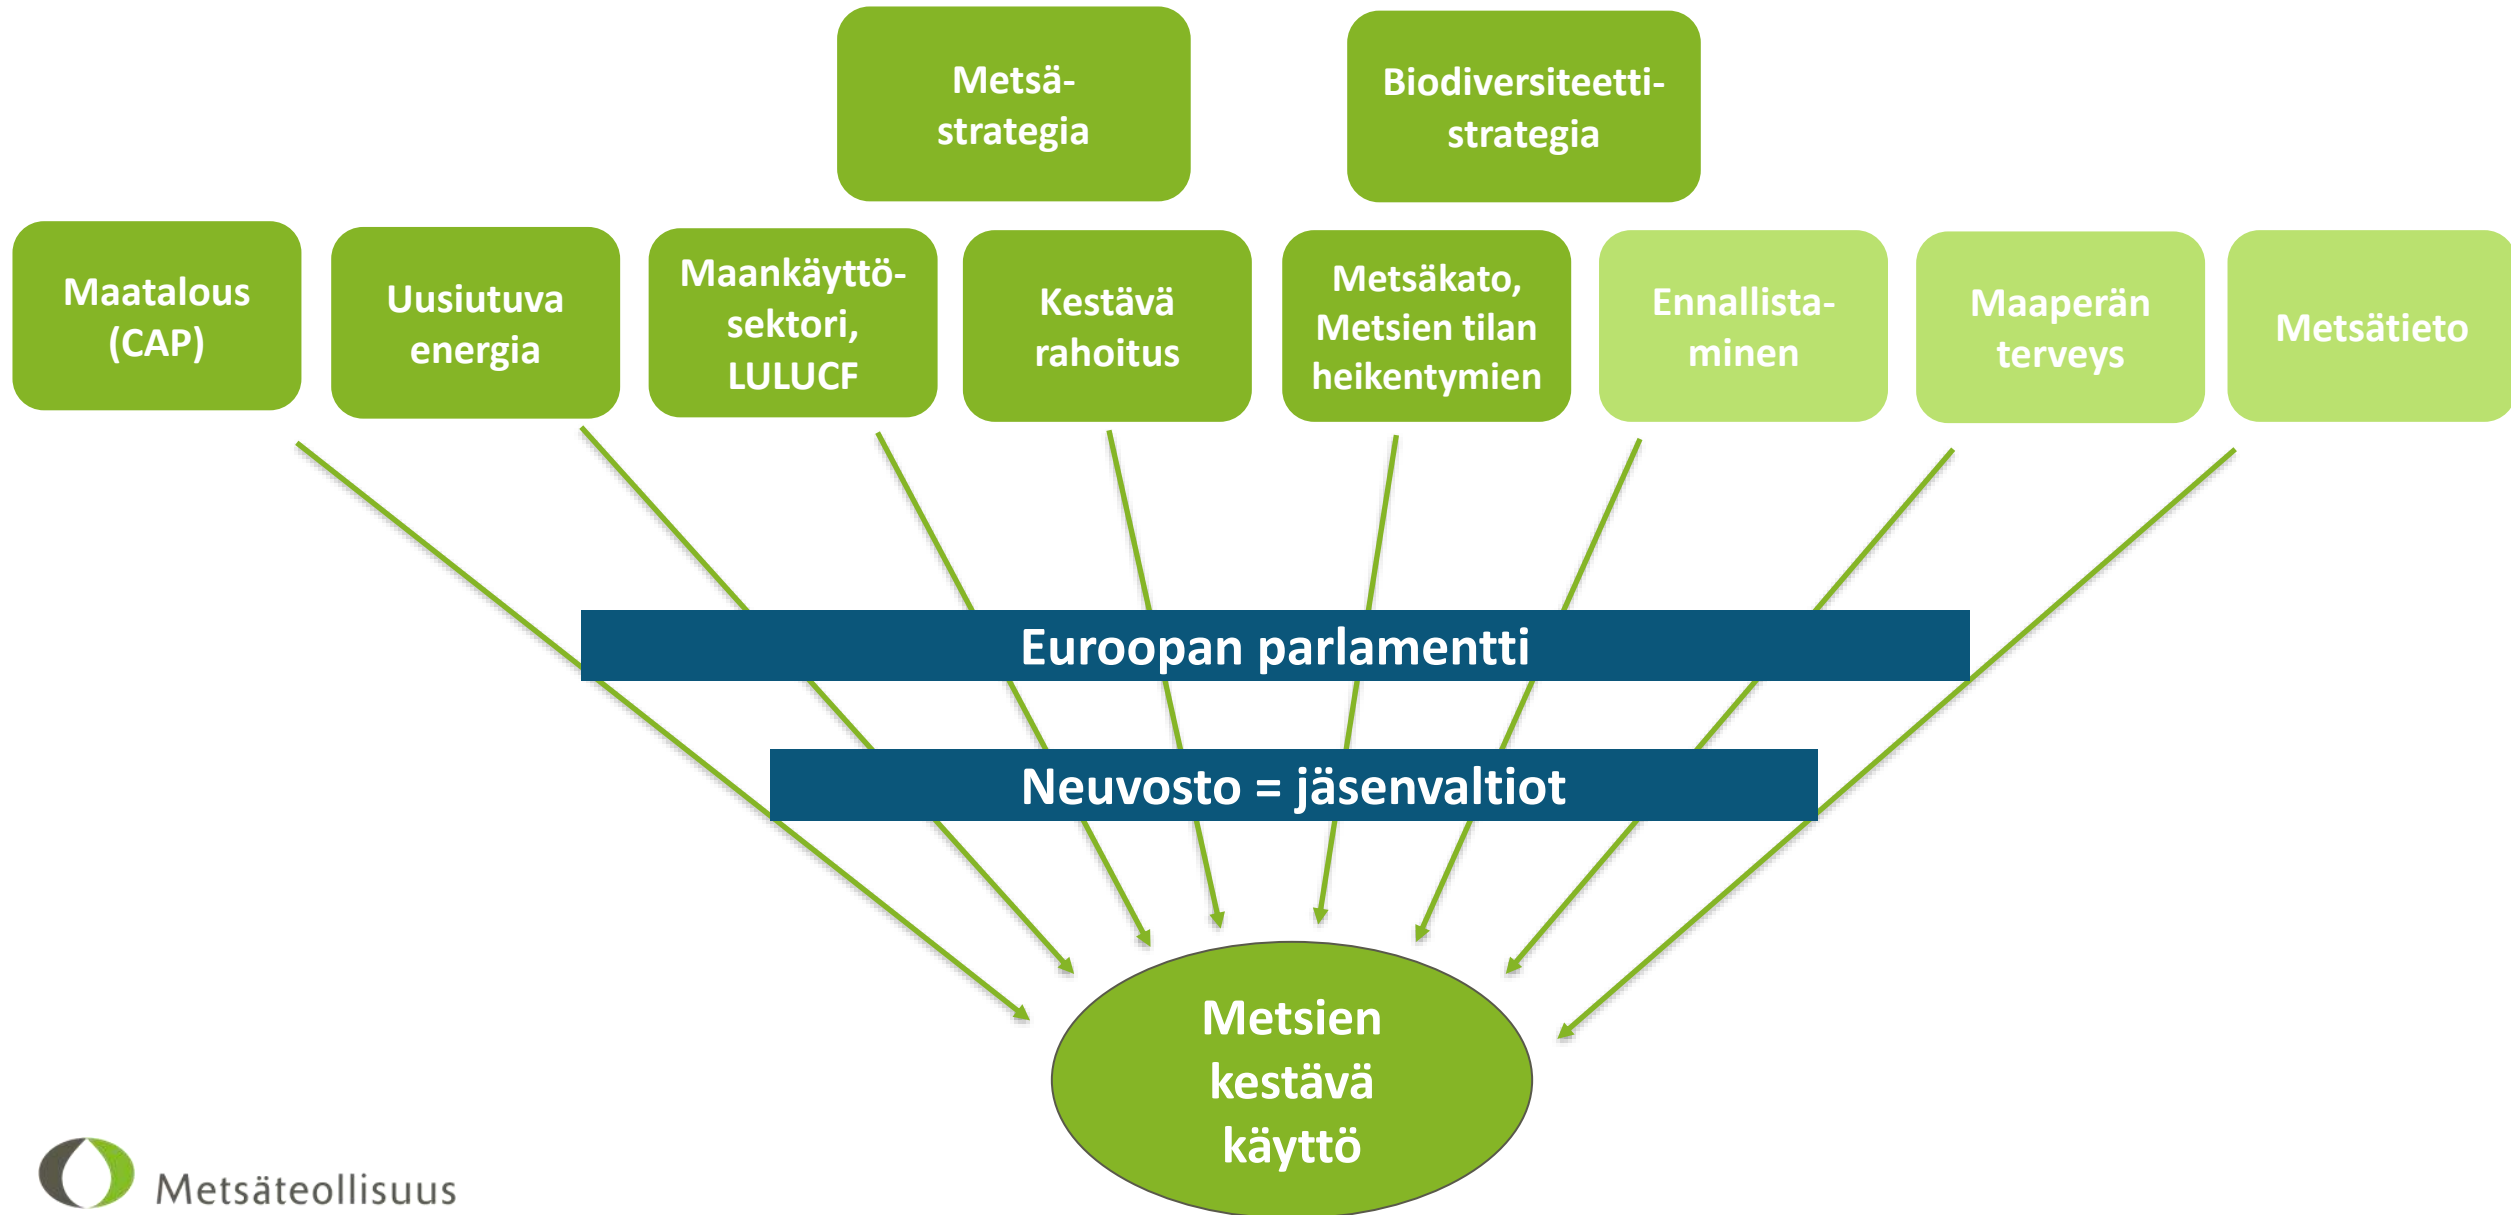 Metsä-
strategia
Biodiversiteetti-
strategia
Maatalous
(CAP)
Uusiutuva
energia
Maankäyttö-
sektori,
LULUCF
Kestävä
rahoitus
Metsäkato,
Metsien tilan
heikentymien
Ennallista-
minen
Maaperän
terveys
Metsätieto
Euroopan parlamentti
Neuvosto = jäsenvaltiot
Metsien
kestävä
käyttö
Metsäteollisuus